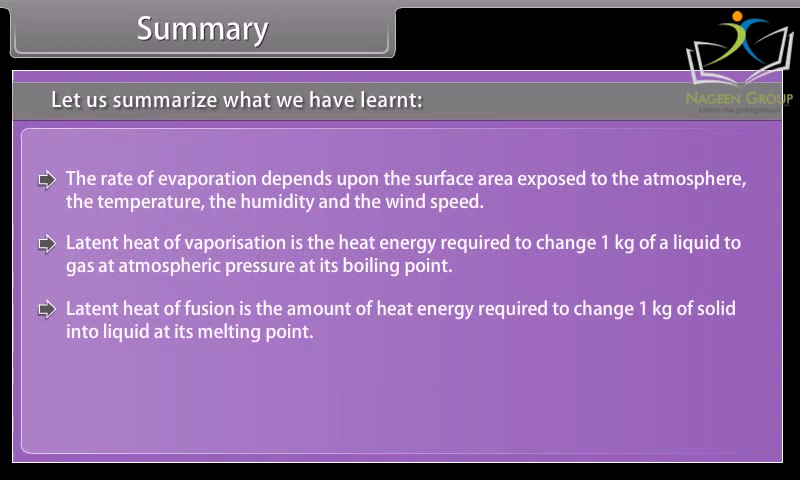 Summary
NAGEEN GROUP
Let us summarize what we have learnt:
The rate of evaporation depends upon the surface area exposed to the atmosphere,
the temperature, the humidity and the wind speed.
Latent heat of vaporisation is the heat energy required to change 1 kg of a liquid to
gas at atmospheric pressure at its boiling point.
Latent heat of fusion is the amount of heat energy required to change 1 kg of solid
into liquid at its melting point.